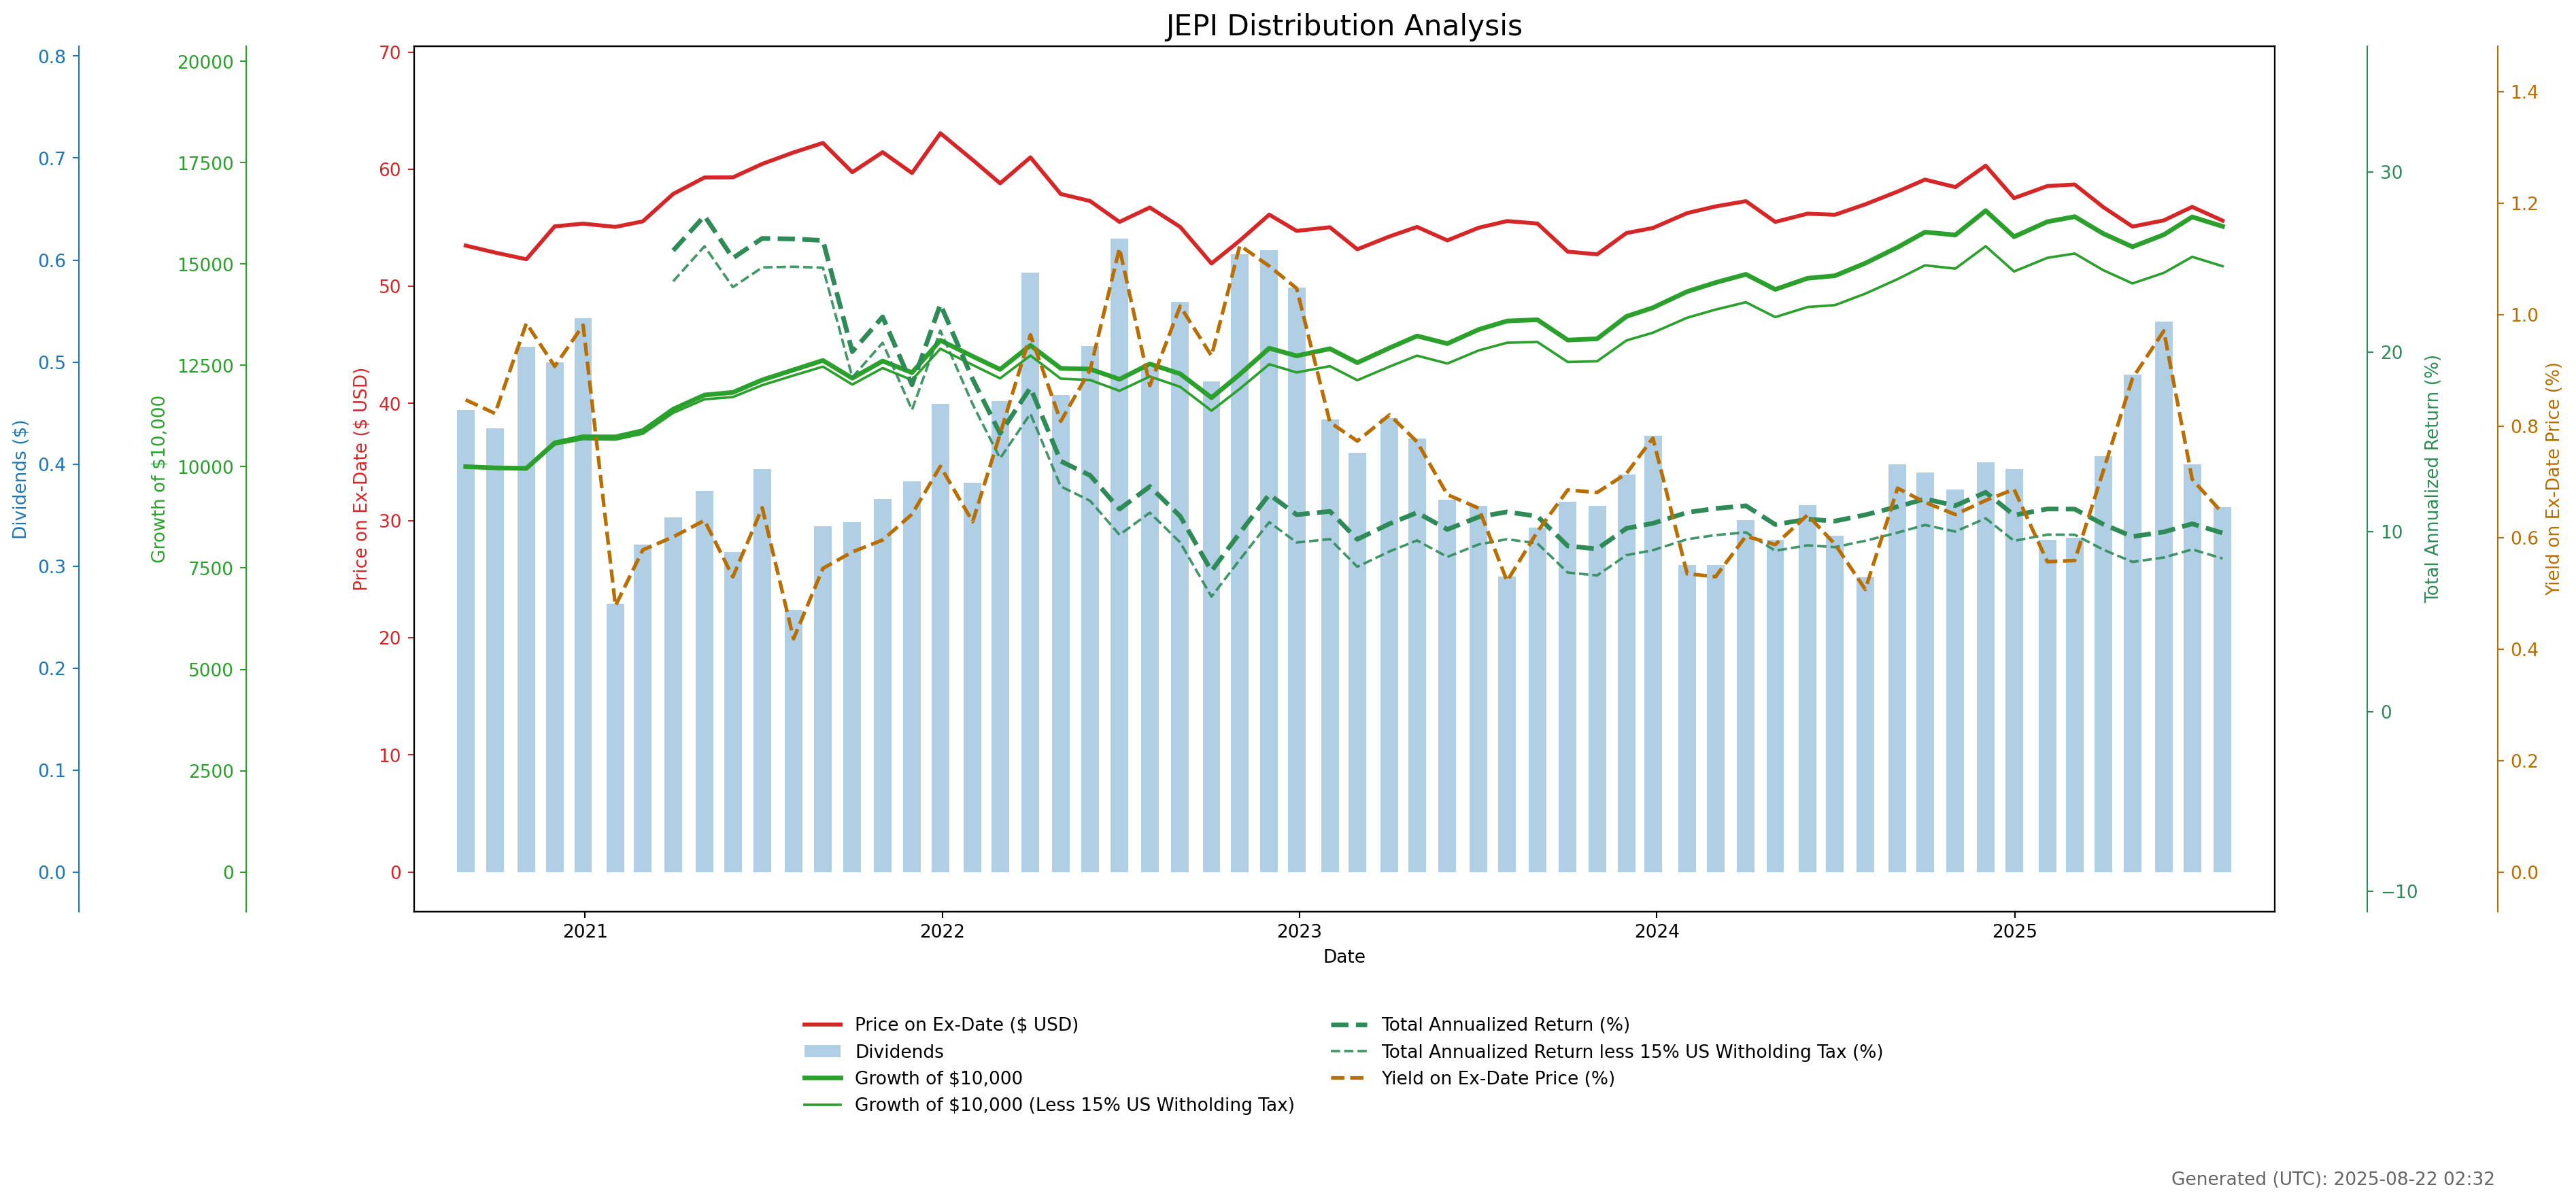 JEPI Distribution Analysis
0.8
0.7
0.6
0.5
0.4
0.3
0.2
0.1
0.0
Dividends ($)
20000
17500
15000
12500
10000
7500
5000
2500
0
Growth of $10,000
70
60
50
40
30
20
10
0
Price on Ex-Date ($ USD)
30
20
10
0
−10
Total Annualized Return (%)
1.4
1.2
1.0
0.8
0.6
0.4
0.2
0.0
Yield on Ex-Date Price (%)
2021 2022 2023 2024 2025
Date
Price on Ex-Date ($ USD)
Dividends
Growth of $10,000
Growth of $10,000 (Less 15% US Witholding Tax)
Total Annualized Return (%)
Total Annualized Return less 15% US Witholding Tax (%)
Yield on Ex-Date Price (%)
Generated (UTC): 2025-08-22 02:32